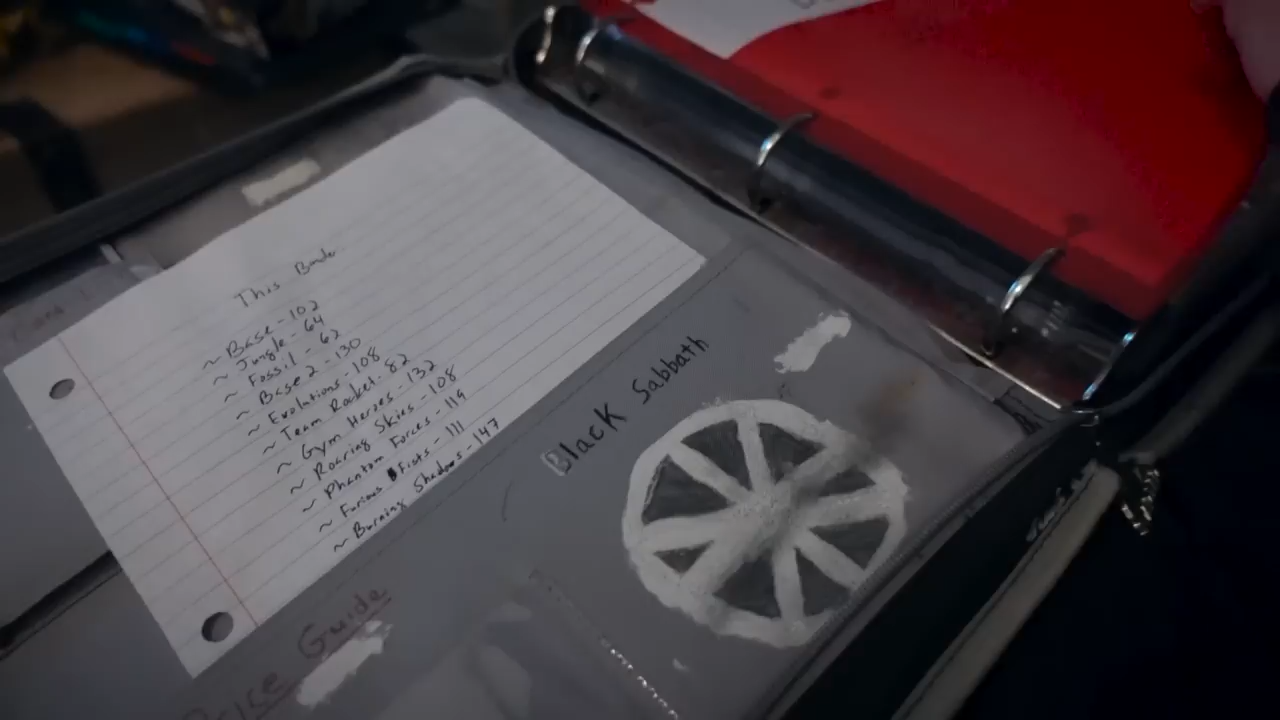 This Binder
~ Base - 102
~ Jungle - 64
~ Fossil - 62
~ Base 2 - 130
~ Evolutions - 108
~ Team Rocket - 82
~ Gym Heroes - 132
~ Roaring Skies - 108
~ Phantom Forces - 119
~ Furious Fists - 111
~ Burning Shadows - 147
Black Sabbath
Guide